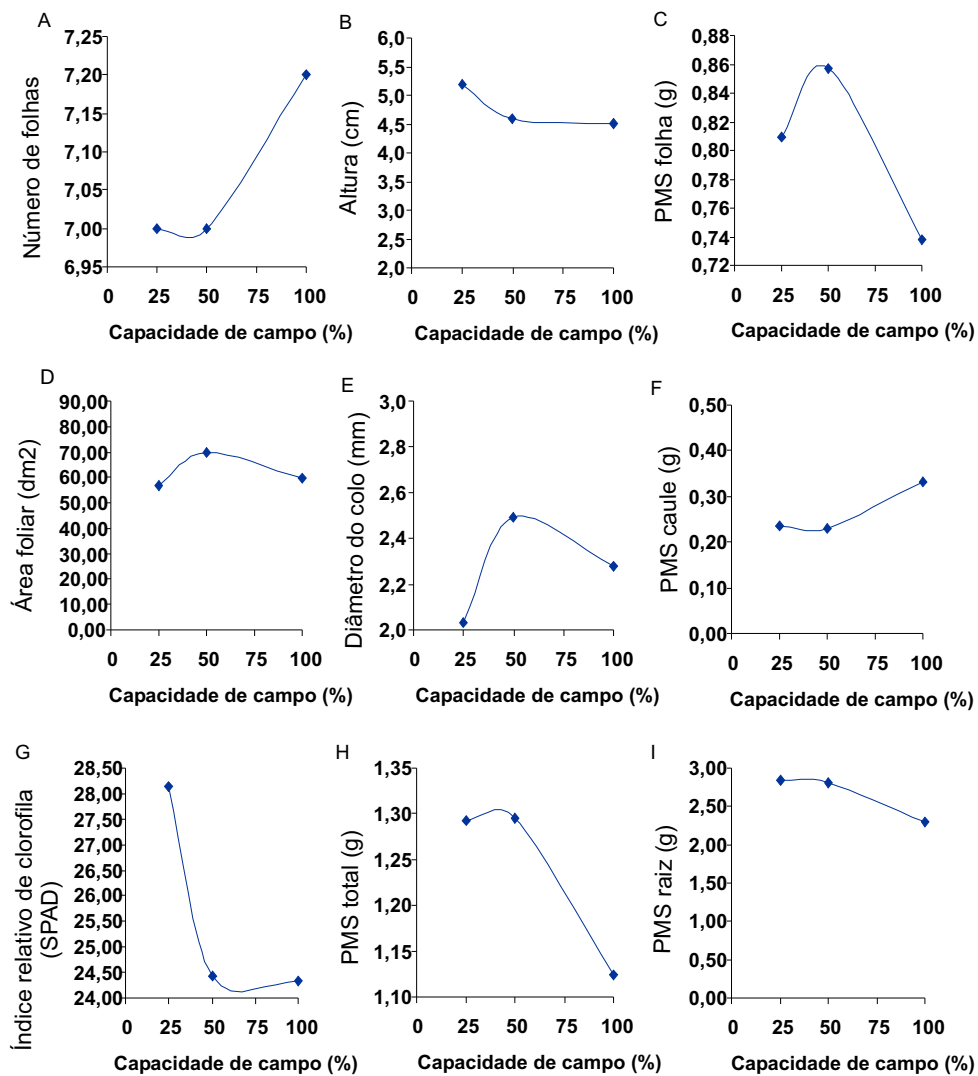 A
Número de folhas
7,25
7,20
7,15
7,10
7,05
7,00
6,95
0 25 50 75 100
Capacidade de campo (%)
B
Altura (cm)
6,0
5,5
5,0
4,5
4,0
3,5
3,0
2,5
2,0
0 25 50 75 100
Capacidade de campo (%)
C
PMS folha (g)
0,88
0,86
0,84
0,82
0,80
0,78
0,76
0,74
0,72
0 25 50 75 100
Capacidade de campo (%)
D
Área foliar (dm2)
90,00
80,00
70,00
60,00
50,00
40,00
30,00
20,00
10,00
0,00
0 25 50 75 100
Capacidade de campo (%)
E
Diâmetro do colo (mm)
3,0
2,8
2,6
2,4
2,2
2,0
0 25 50 75 100
Capacidade de campo (%)
F
PMS caule (g)
0,50
0,40
0,30
0,20
0,10
0,00
0 25 50 75 100
Capacidade de campo (%)
G
Índice relativo de clorofila
(SPAD)
28,50
28,00
27,50
27,00
26,50
26,00
25,50
25,00
24,50
24,00
0 25 50 75 100
Capacidade de campo (%)
H
PMS total (g)
1,35
1,30
1,25
1,20
1,15
1,10
0 25 50 75 100
Capacidade de campo (%)
I
PMS raiz (g)
3,00
2,50
2,00
1,50
1,00
0,50
0,00
0 25 50 75 100
Capacidade de campo (%)